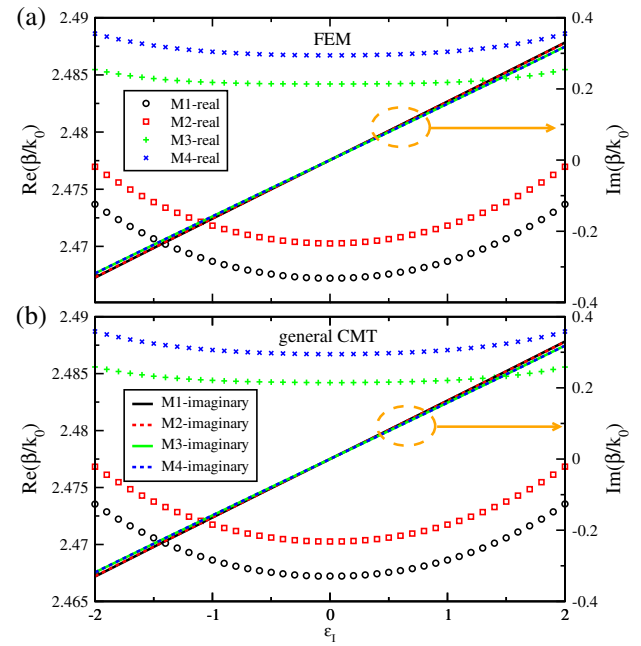 (a)
FEM
2.49
2.485
2.48
2.475
2.47
Re(β/k0)
0.4
0.2
0
-0.2
-0.4
Im(β/k0)
M1-real
M2-real
M3-real
M4-real
(b)
general CMT
2.49
2.485
2.48
2.475
2.47
2.465
Re(β/k0)
0.4
0.2
0
-0.2
-0.4
Im(β/k0)
M1-imaginary
M2-imaginary
M3-imaginary
M4-imaginary
-2
-1
0
1
2
εI